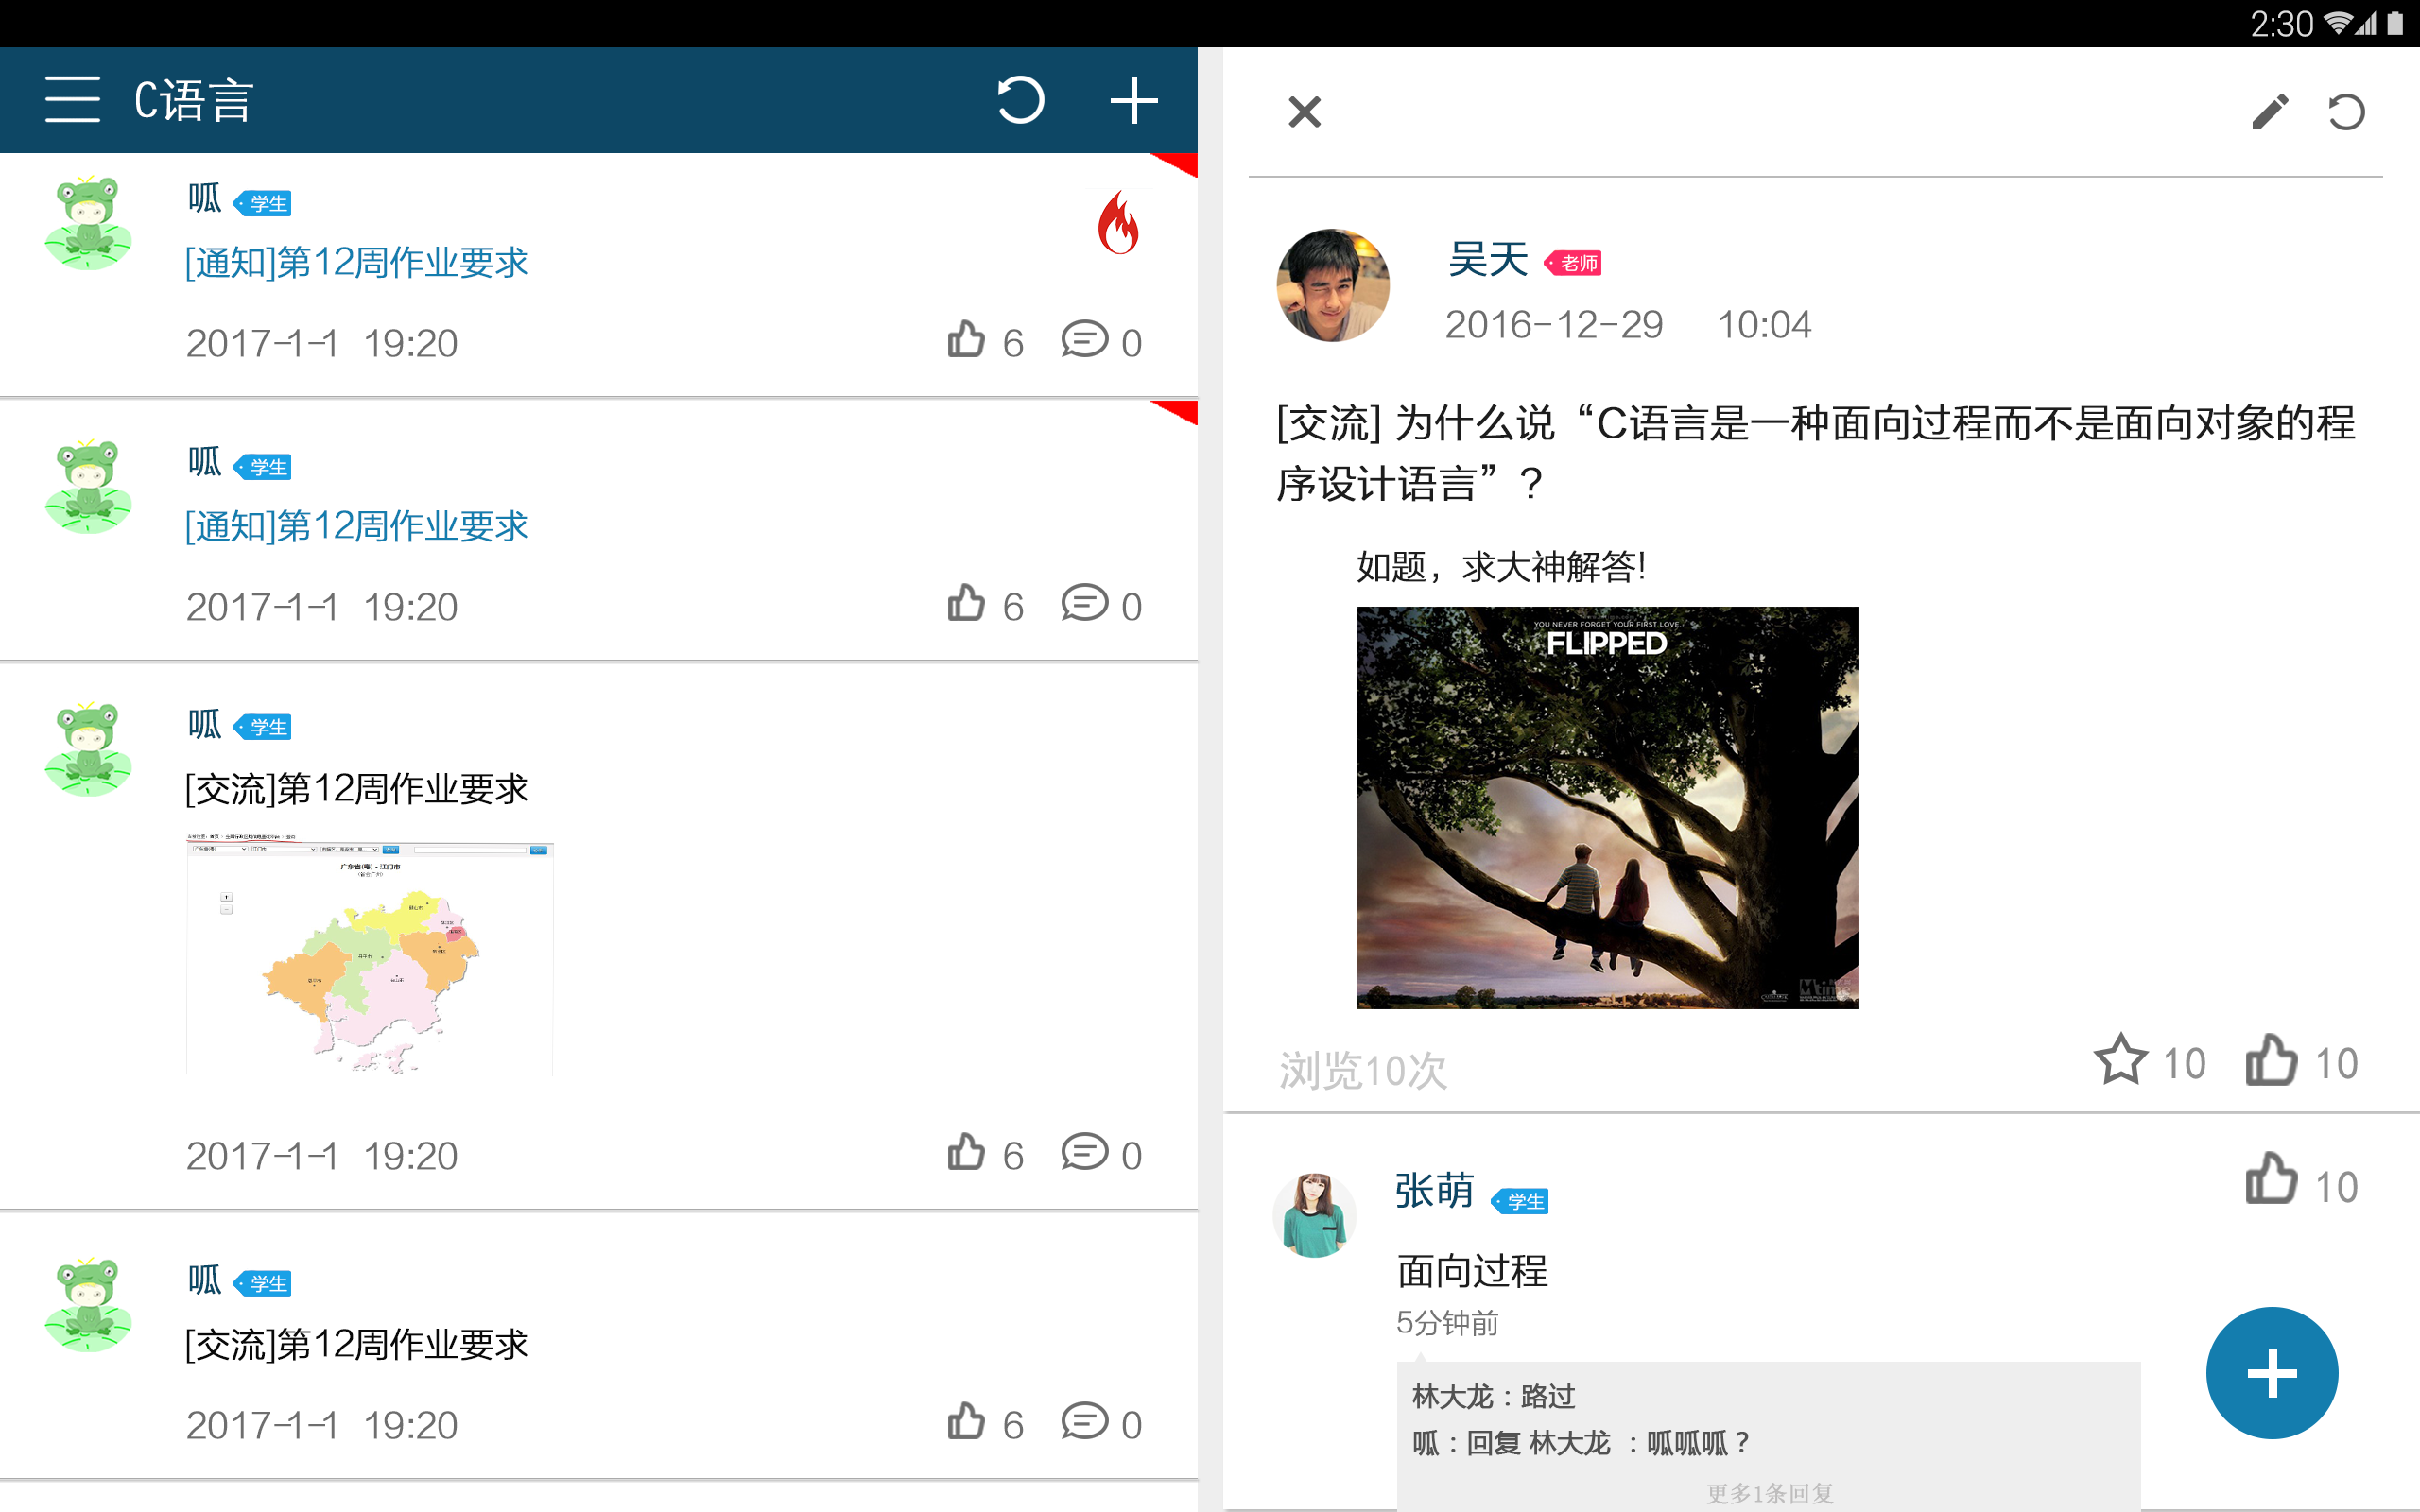 2:30
C语言
呱 学生
[通知]第12周作业要求
2017-1-1 19:20
6 0
呱 学生
[通知]第12周作业要求
2017-1-1 19:20
6 0
呱 学生
[交流]第12周作业要求
广东省(粤) - 江门市
2017-1-1 19:20
6 0
呱 学生
[交流]第12周作业要求
2017-1-1 19:20
6 0
吴天 老师
2016-12-29 10:04
[交流] 为什么说“C语言是一种面向过程而不是面向对象的程
序设计语言”?
如题，求大神解答!
YOU NEVER FORGET YOUR FIRST LOVE
FLIPPED
浏览10次
10 10
张萌 学生
10
面向过程
5分钟前
林大龙：路过
呱：回复 林大龙 ：呱呱呱？
更多1条回复